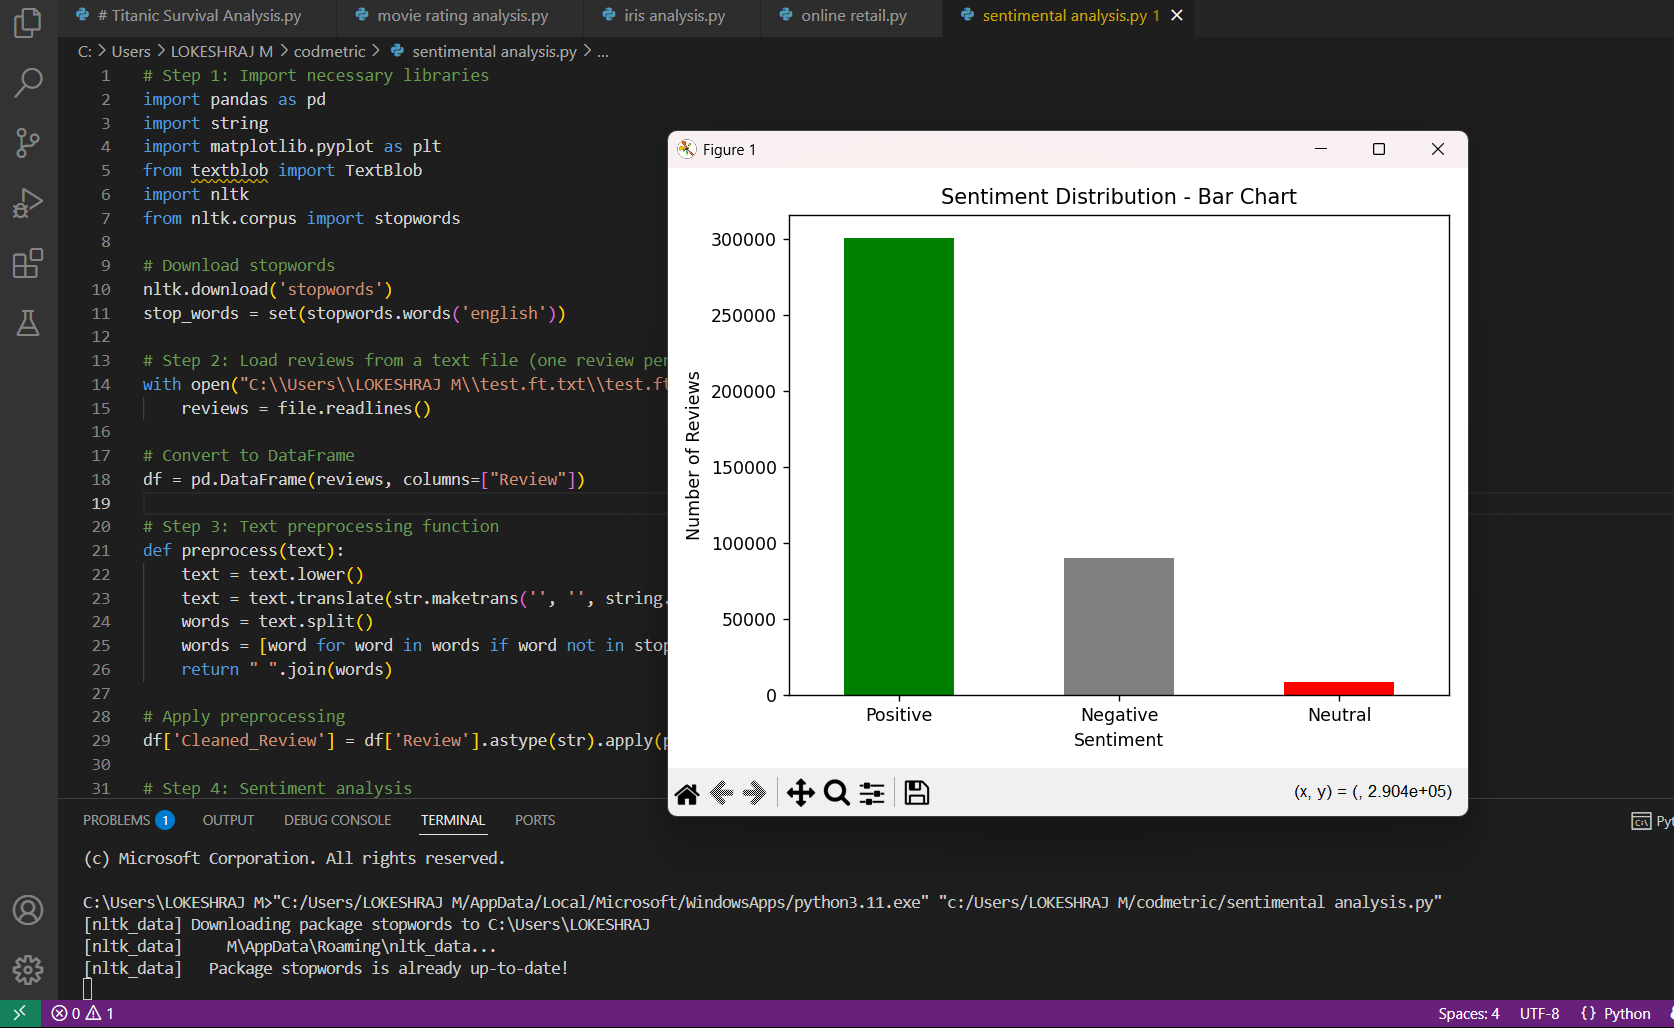 # Titanic Survival Analysis.py movie rating analysis.py iris analysis.py online retail.py sentimental analysis.py 1
C: > Users > LOKESHRAJ M > codmetric > sentimental analysis.py > ...
1 # Step 1: Import necessary libraries
2 import pandas as pd
3 import string
4 import matplotlib.pyplot as plt
5 from textblob import TextBlob
6 import nltk
7 from nltk.corpus import stopwords
8
9 # Download stopwords
10 nltk.download('stopwords')
11 stop_words = set(stopwords.words('english'))
12
13 # Step 2: Load reviews from a text file (one review per
14 with open("C:\\Users\\LOKESHRAJ M\\test.ft.txt\\test.ft
15 reviews = file.readlines()
16
17 # Convert to DataFrame
18 df = pd.DataFrame(reviews, columns=["Review"])
19
20 # Step 3: Text preprocessing function
21 def preprocess(text):
22 text = text.lower()
23 text = text.translate(str.maketrans('', '', string.
24 words = text.split()
25 words = [word for word in words if word not in stop
26 return " ".join(words)
27
28 # Apply preprocessing
29 df['Cleaned_Review'] = df['Review'].astype(str).apply(p
30
31 # Step 4: Sentiment analysis
Figure 1
Sentiment Distribution - Bar Chart
300000
250000
200000
150000
100000
50000
0
Number of Reviews
Positive Negative Neutral
Sentiment
(x, y) = (, 2.904e+05)
PROBLEMS 1 OUTPUT DEBUG CONSOLE TERMINAL PORTS
Pyt
(c) Microsoft Corporation. All rights reserved.
C:\Users\LOKESHRAJ M>"C:/Users/LOKESHRAJ M/AppData/Local/Microsoft/WindowsApps/python3.11.exe" "c:/Users/LOKESHRAJ M/codmetric/sentimental analysis.py"
[nltk_data] Downloading package stopwords to C:\Users\LOKESHRAJ
[nltk_data] M\AppData\Roaming\nltk_data...
[nltk_data] Package stopwords is already up-to-date!
0 1 Spaces: 4 UTF-8 {} Python